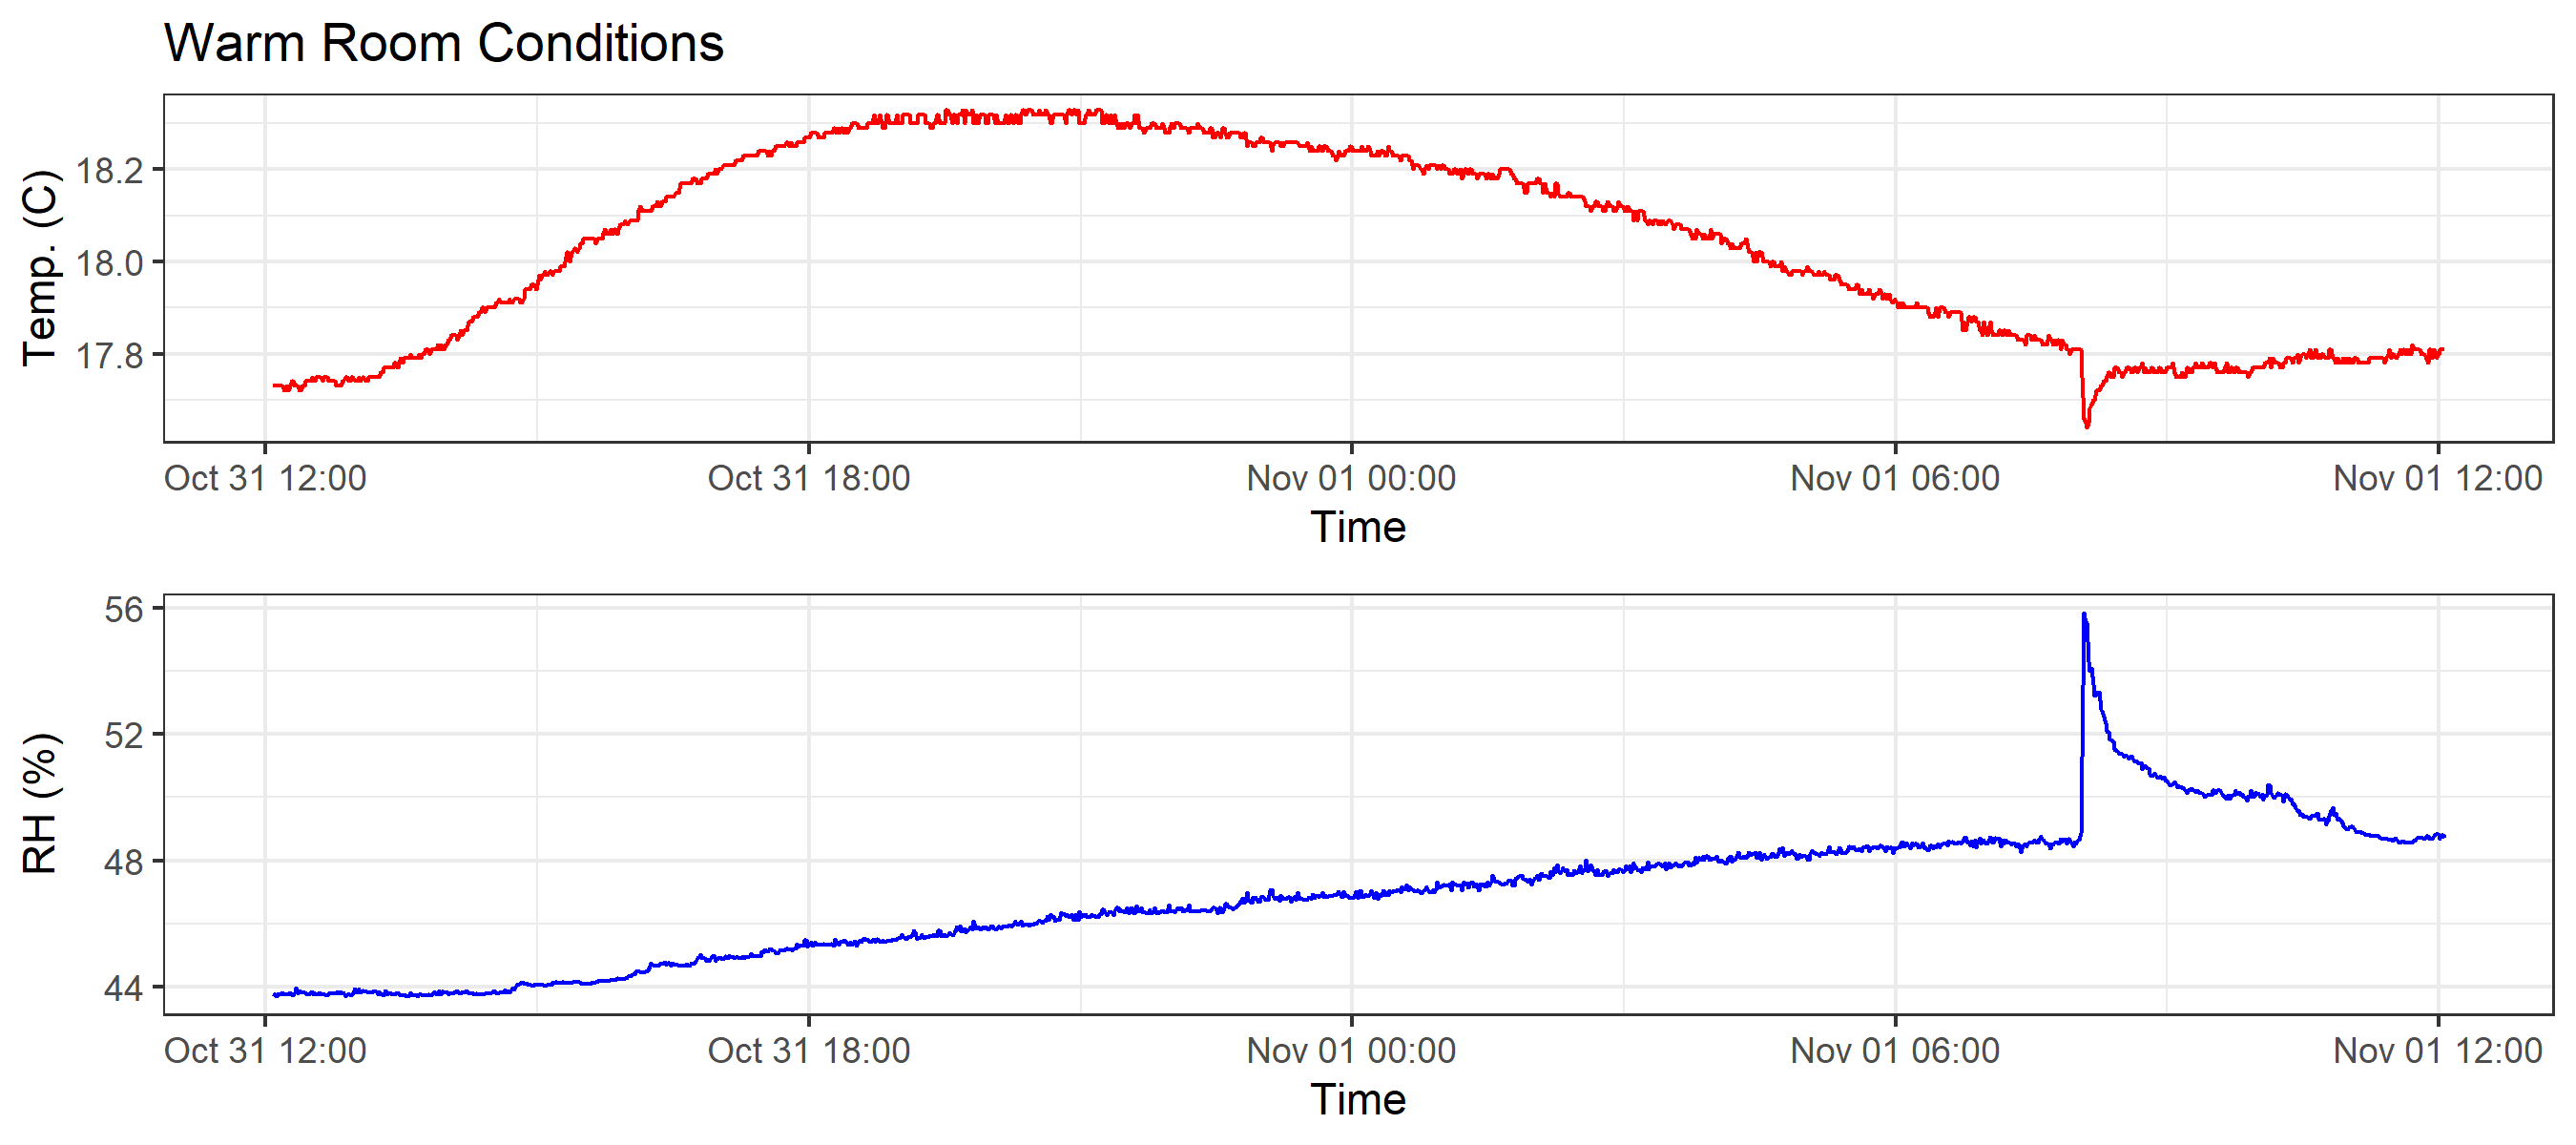 Warm Room Conditions
Temp. (C)
18.2
18.0
17.8
Oct 31 12:00 Oct 31 18:00 Nov 01 00:00 Nov 01 06:00 Nov 01 12:00
Time
RH (%)
56
52
48
44
Oct 31 12:00 Oct 31 18:00 Nov 01 00:00 Nov 01 06:00 Nov 01 12:00
Time